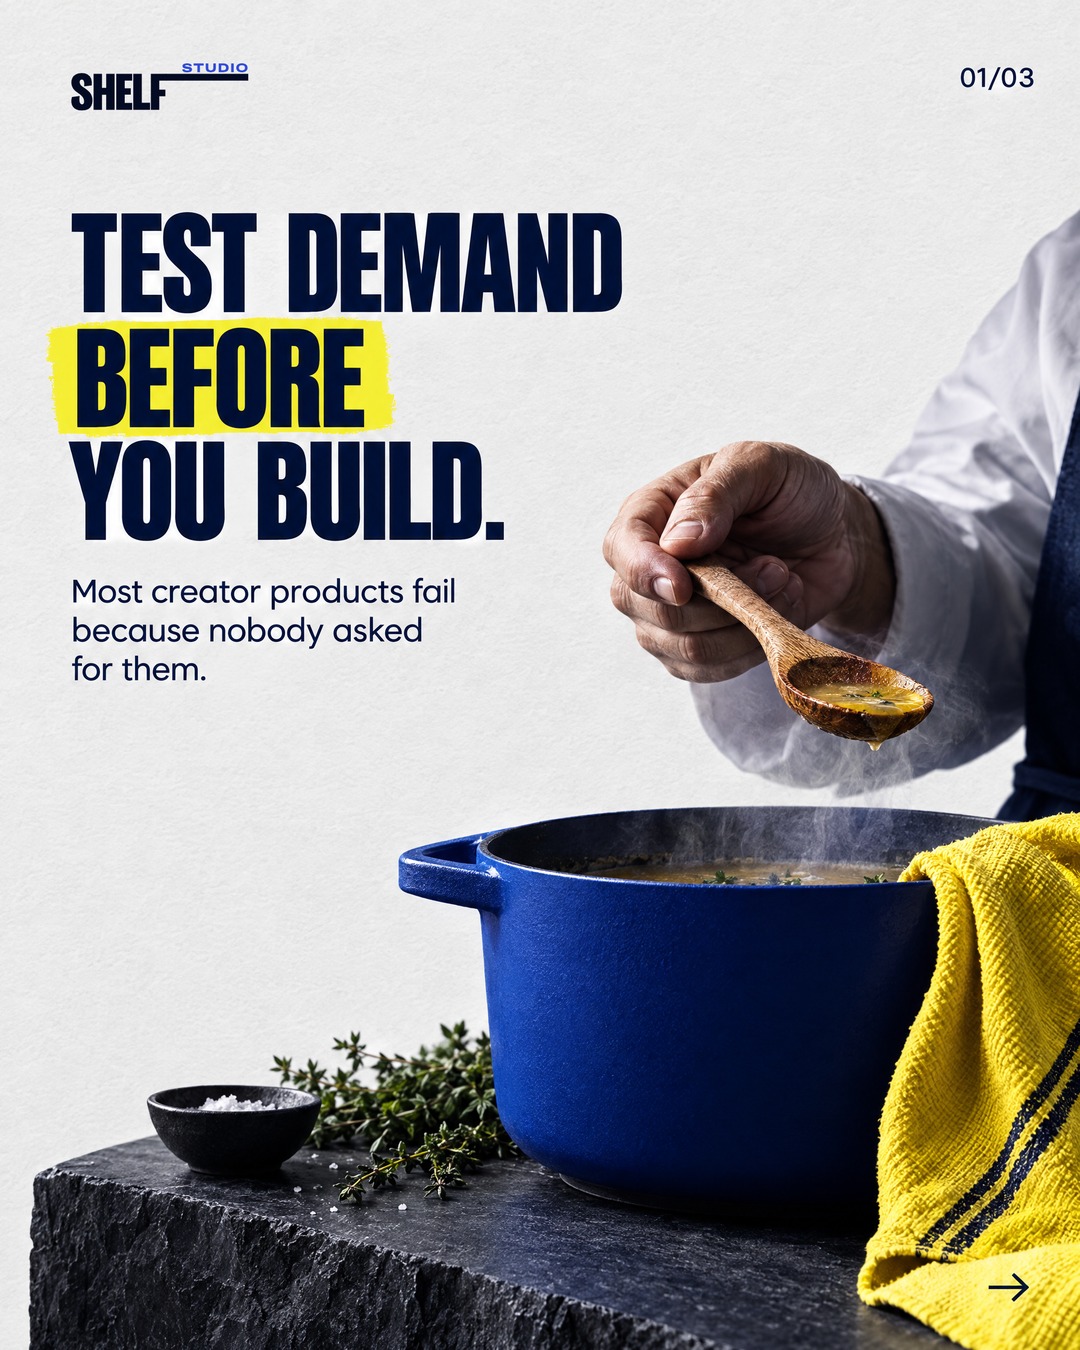 STUDIO
SHELF
01/03
TEST DEMAND
BEFORE
YOU BUILD.
Most creator products fail
because nobody asked
for them.